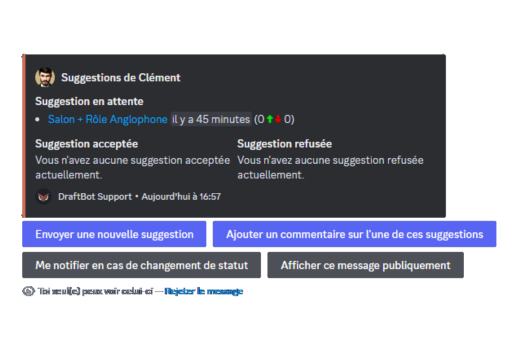 Suggestions de Clément
Suggestion en attente
• Salon + Rôle Anglophone il y a 45 minutes (0 ⬆ ⬇ 0)
Suggestion acceptée
Vous n'avez aucune suggestion acceptée
actuellement.
Suggestion refusée
Vous n'avez aucune suggestion refusée
actuellement.
DraftBot Support • Aujourd'hui à 16:57
Envoyer une nouvelle suggestion
Ajouter un commentaire sur l'une de ces suggestions
Me notifier en cas de changement de statut
Afficher ce message publiquement
Toi seul(e) peux voir celui-ci — Rejeter le message